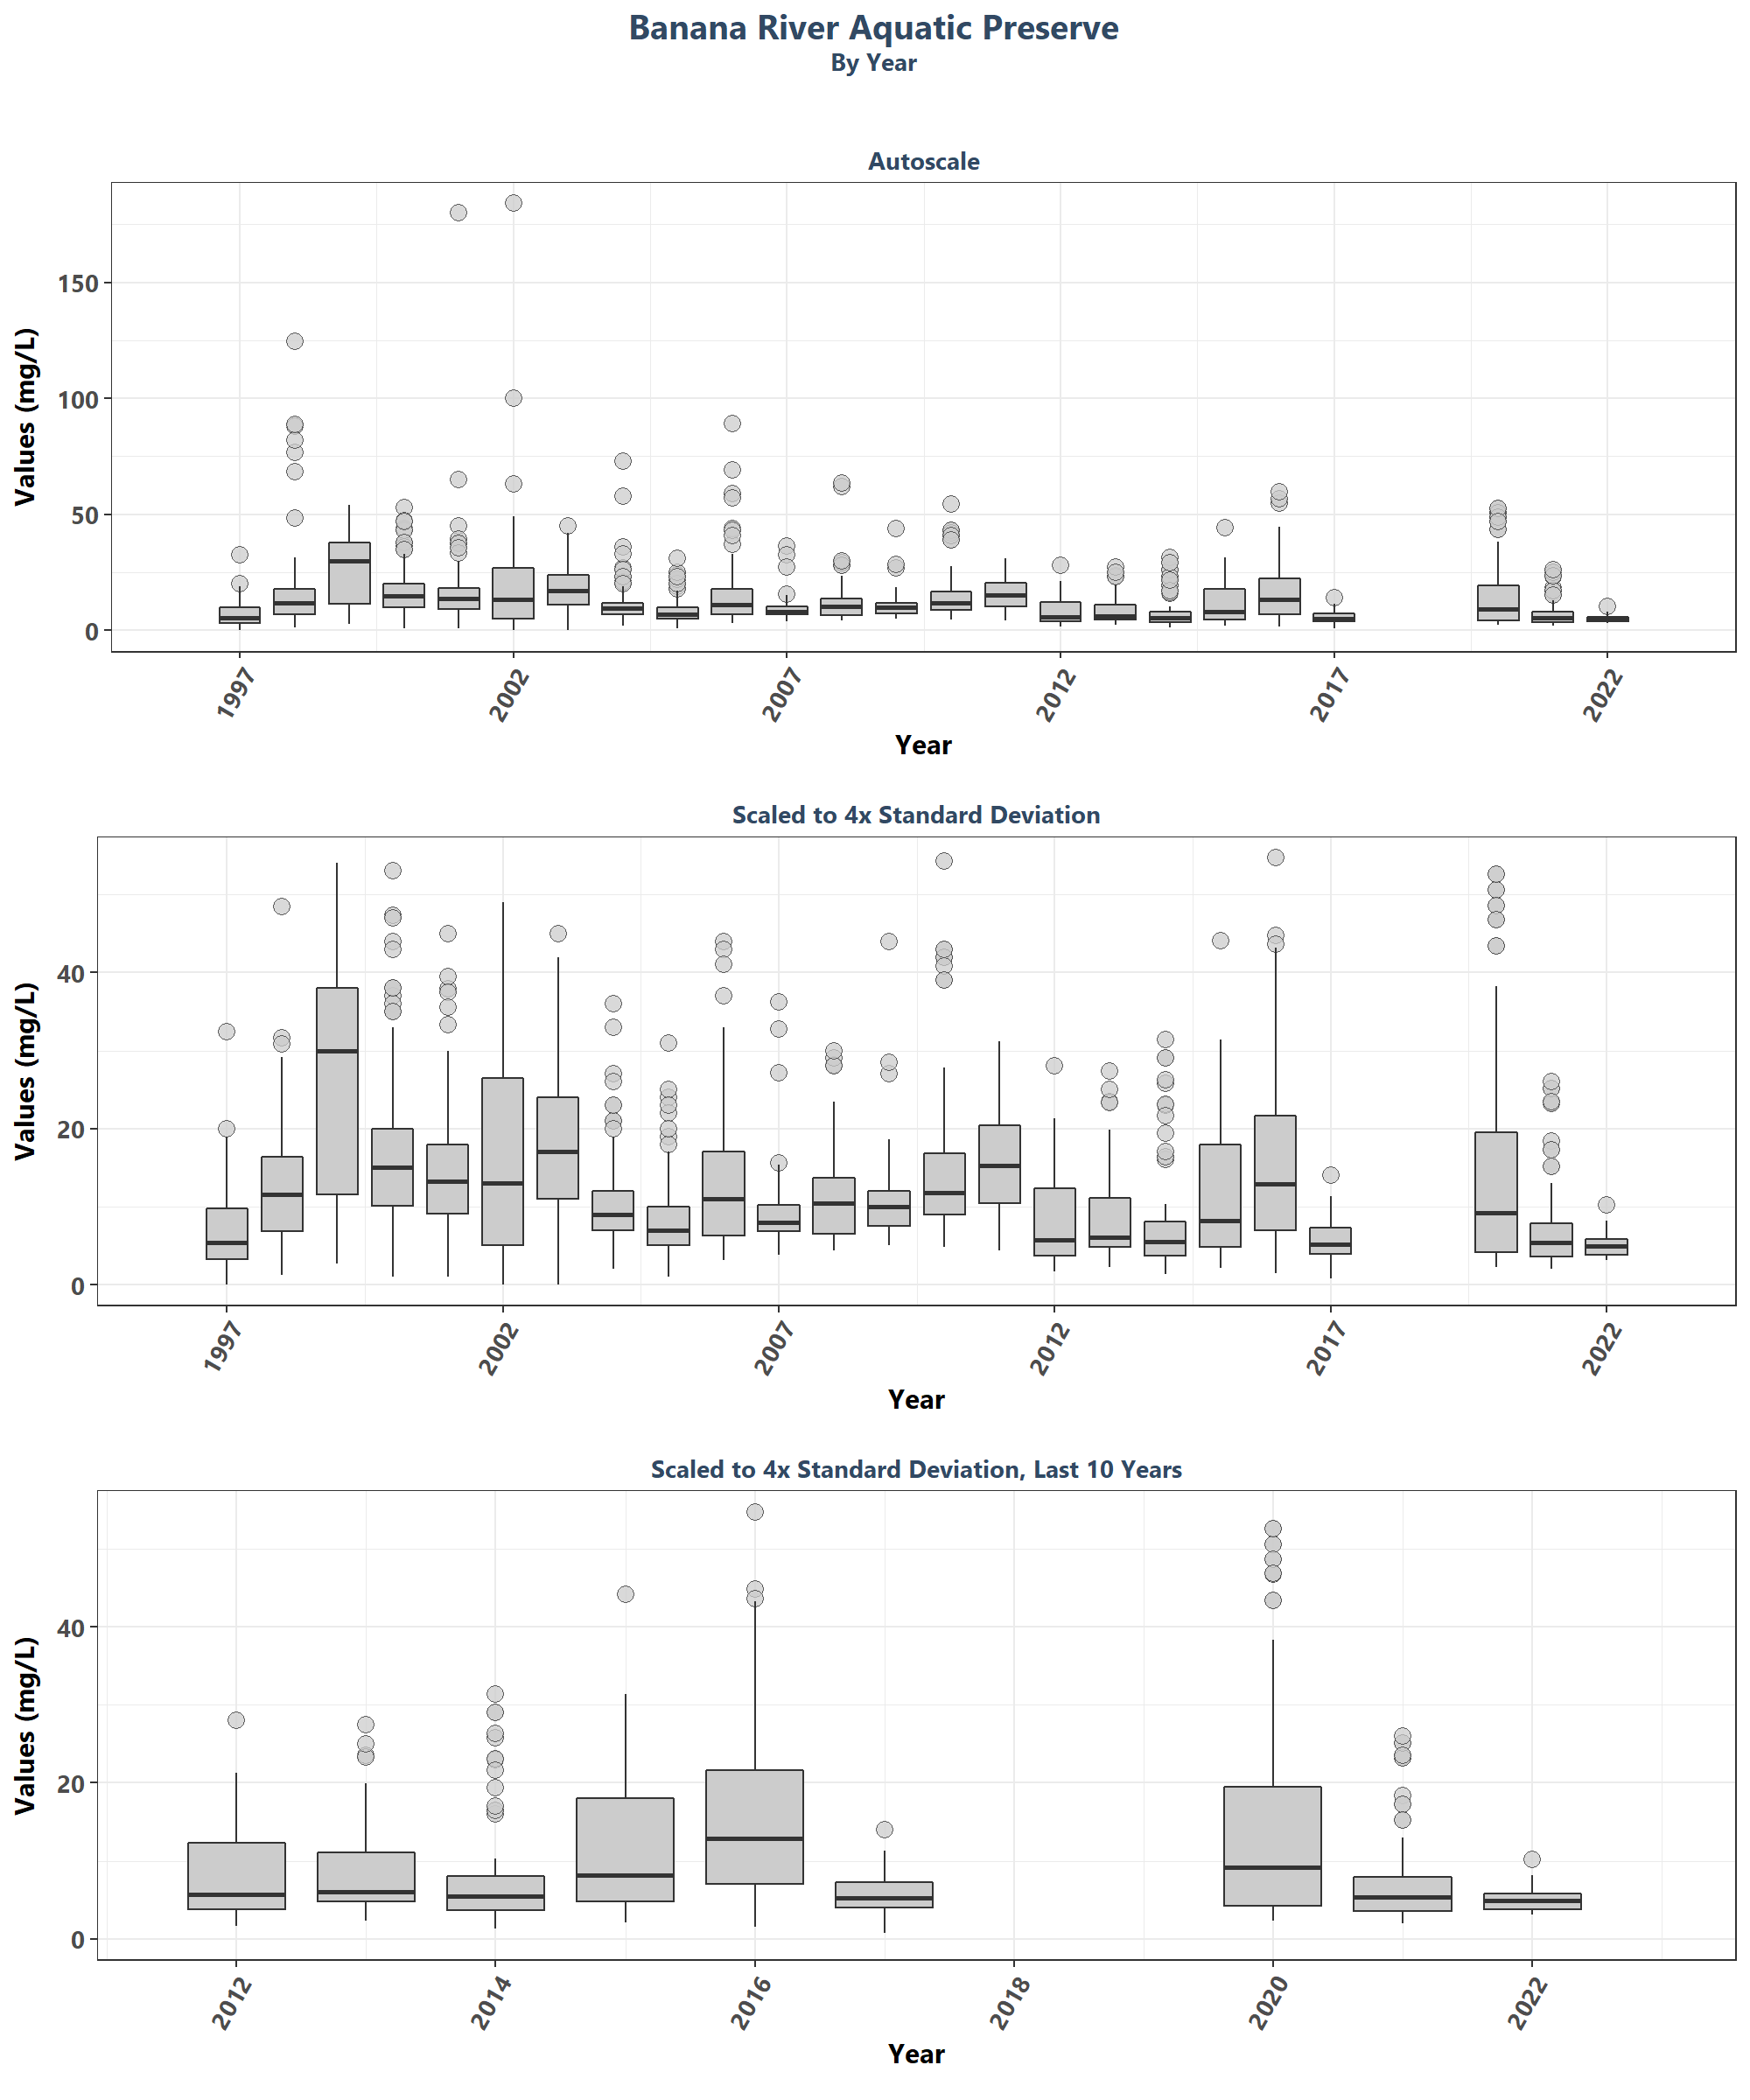 Banana River Aquatic Preserve
By Year
Autoscale
Values (mg/L)
150
100
50
0
1997
2002
2007
2012
2017
2022
Year
Scaled to 4x Standard Deviation
Values (mg/L)
40
20
0
1997
2002
2007
2012
2017
2022
Year
Scaled to 4x Standard Deviation, Last 10 Years
Values (mg/L)
40
20
0
2012
2014
2016
2018
2020
2022
Year